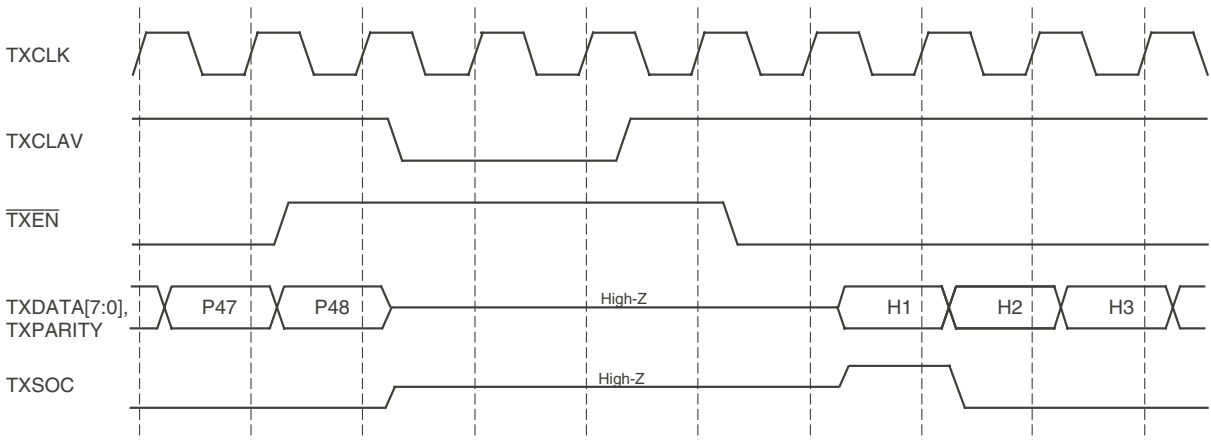 TXCLK
TXCLAV
TXEN
TXDATA[7:0],
TXPARITY
P47
P48
High-Z
H1
H2
H3
TXSOC
High-Z